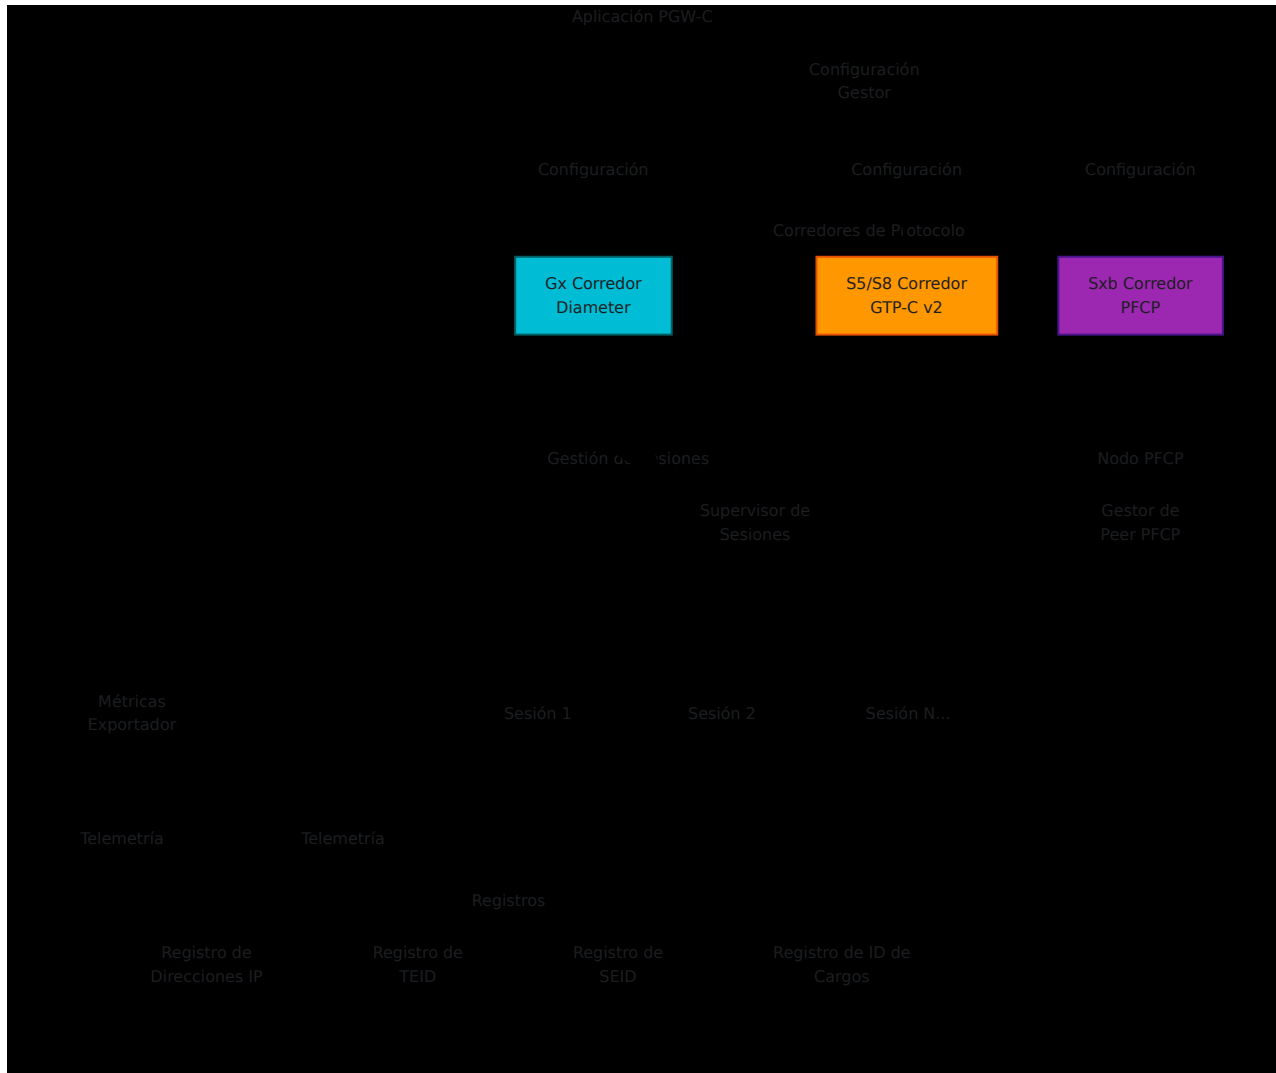 Aplicación PGW-C
Configuración
Gestor
Configuración
Configuración
Configuración
Corredores de Protocolo
Gx Corredor
Diameter
S5/S8 Corredor
GTP-C v2
Sxb Corredor
PFCP
Gestión de
Nodo PFCP
Supervisor de
Sesiones
Gestor de
Peer PFCP
Métricas
Exportador
Sesión 1
Sesión 2
Sesión N...
Telemetría
Telemetría
Registros
Registro de
Direcciones IP
Registro de
TEID
Registro de
SEID
Registro de ID de
Cargos